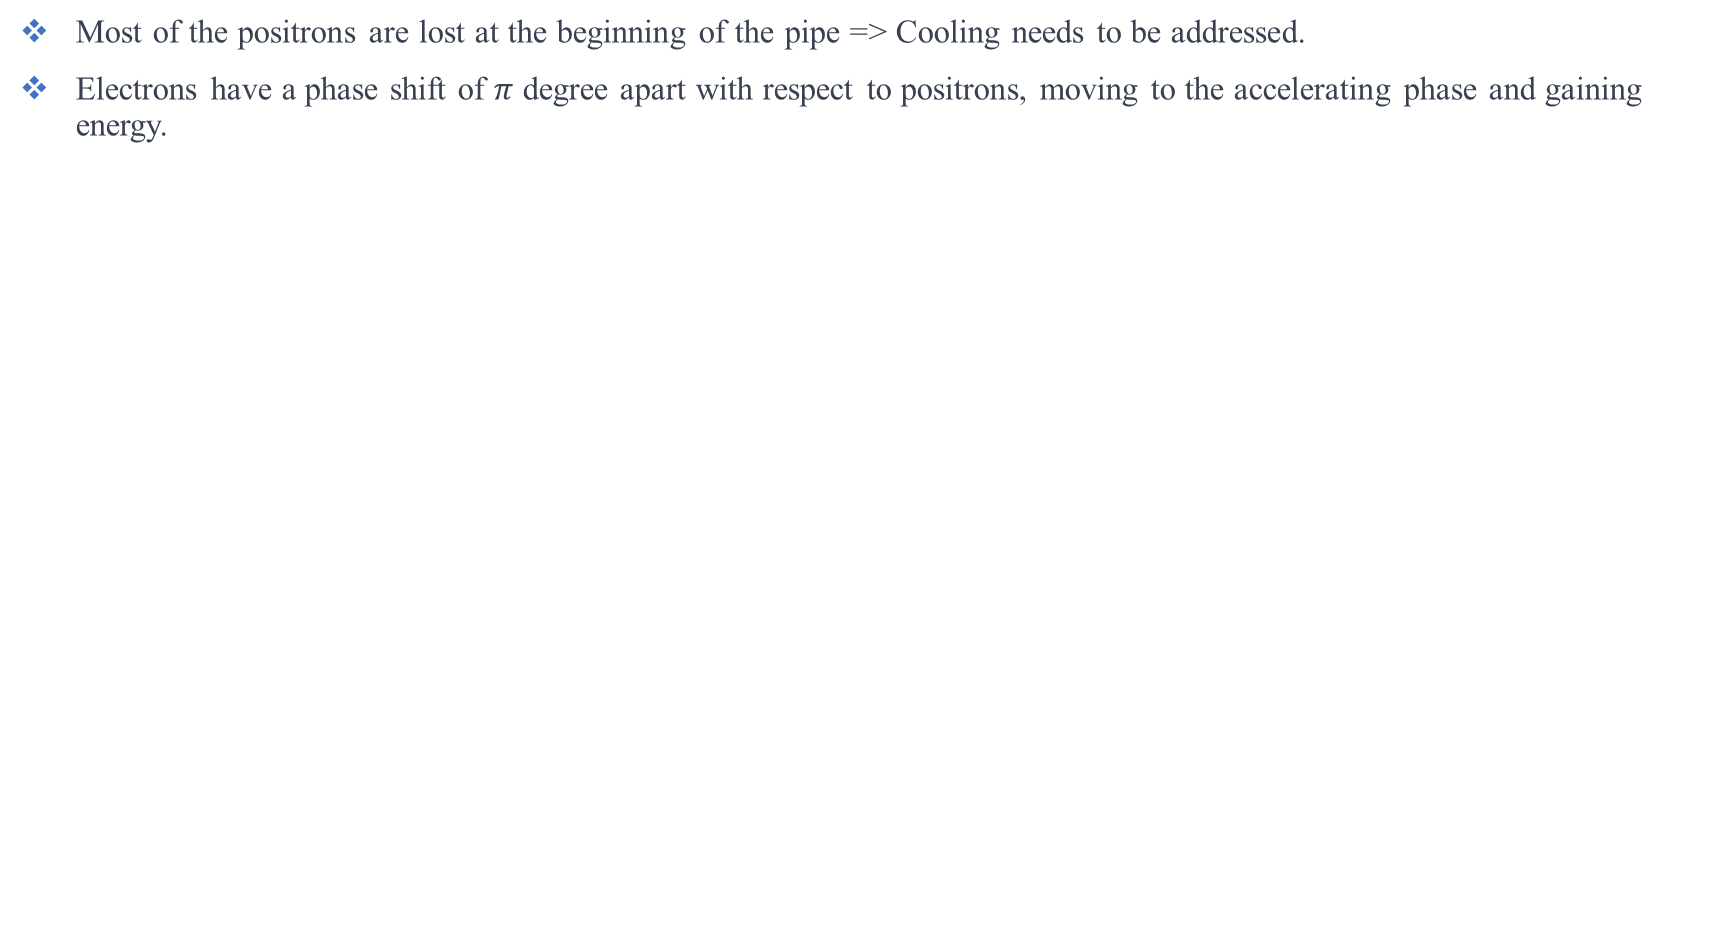 ❖ Most of the positrons are lost at the beginning of the pipe => Cooling needs to be addressed.
❖ Electrons have a phase shift of 𝜋 degree apart with respect to positrons, moving to the accelerating phase and gaining
energy.